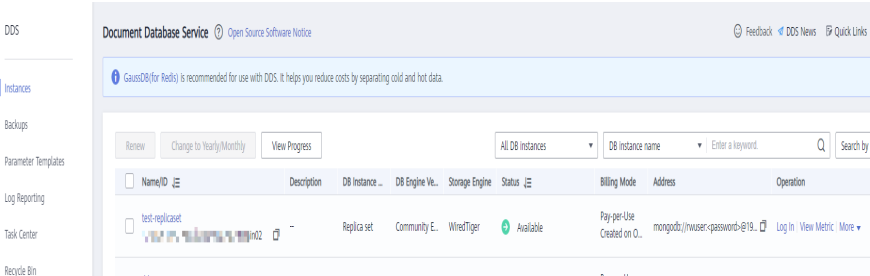 DDS
Document Database Service ? Open Source Software Notice
Feedback DDS News Quick Links
GaussDB(for Redis) is recommended for use with DDS. It helps you reduce costs by separating cold and hot data.
Instances
Backups
Parameter Templates
Log Reporting
Task Center
Recycle Bin
Renew Change to Yearly/Monthly View Progress All DB instances DB instance name Enter a keyword. Search by
Name/ID Description DB Instance ... DB Engine Ve... Storage Engine Status Billing Mode Address Operation
test-replicaset
in02
-- Replica set Community E... WiredTiger Available
Pay-per-Use
Created on O...
mongodb://rwuser:<password>@19... Log In View Metric More